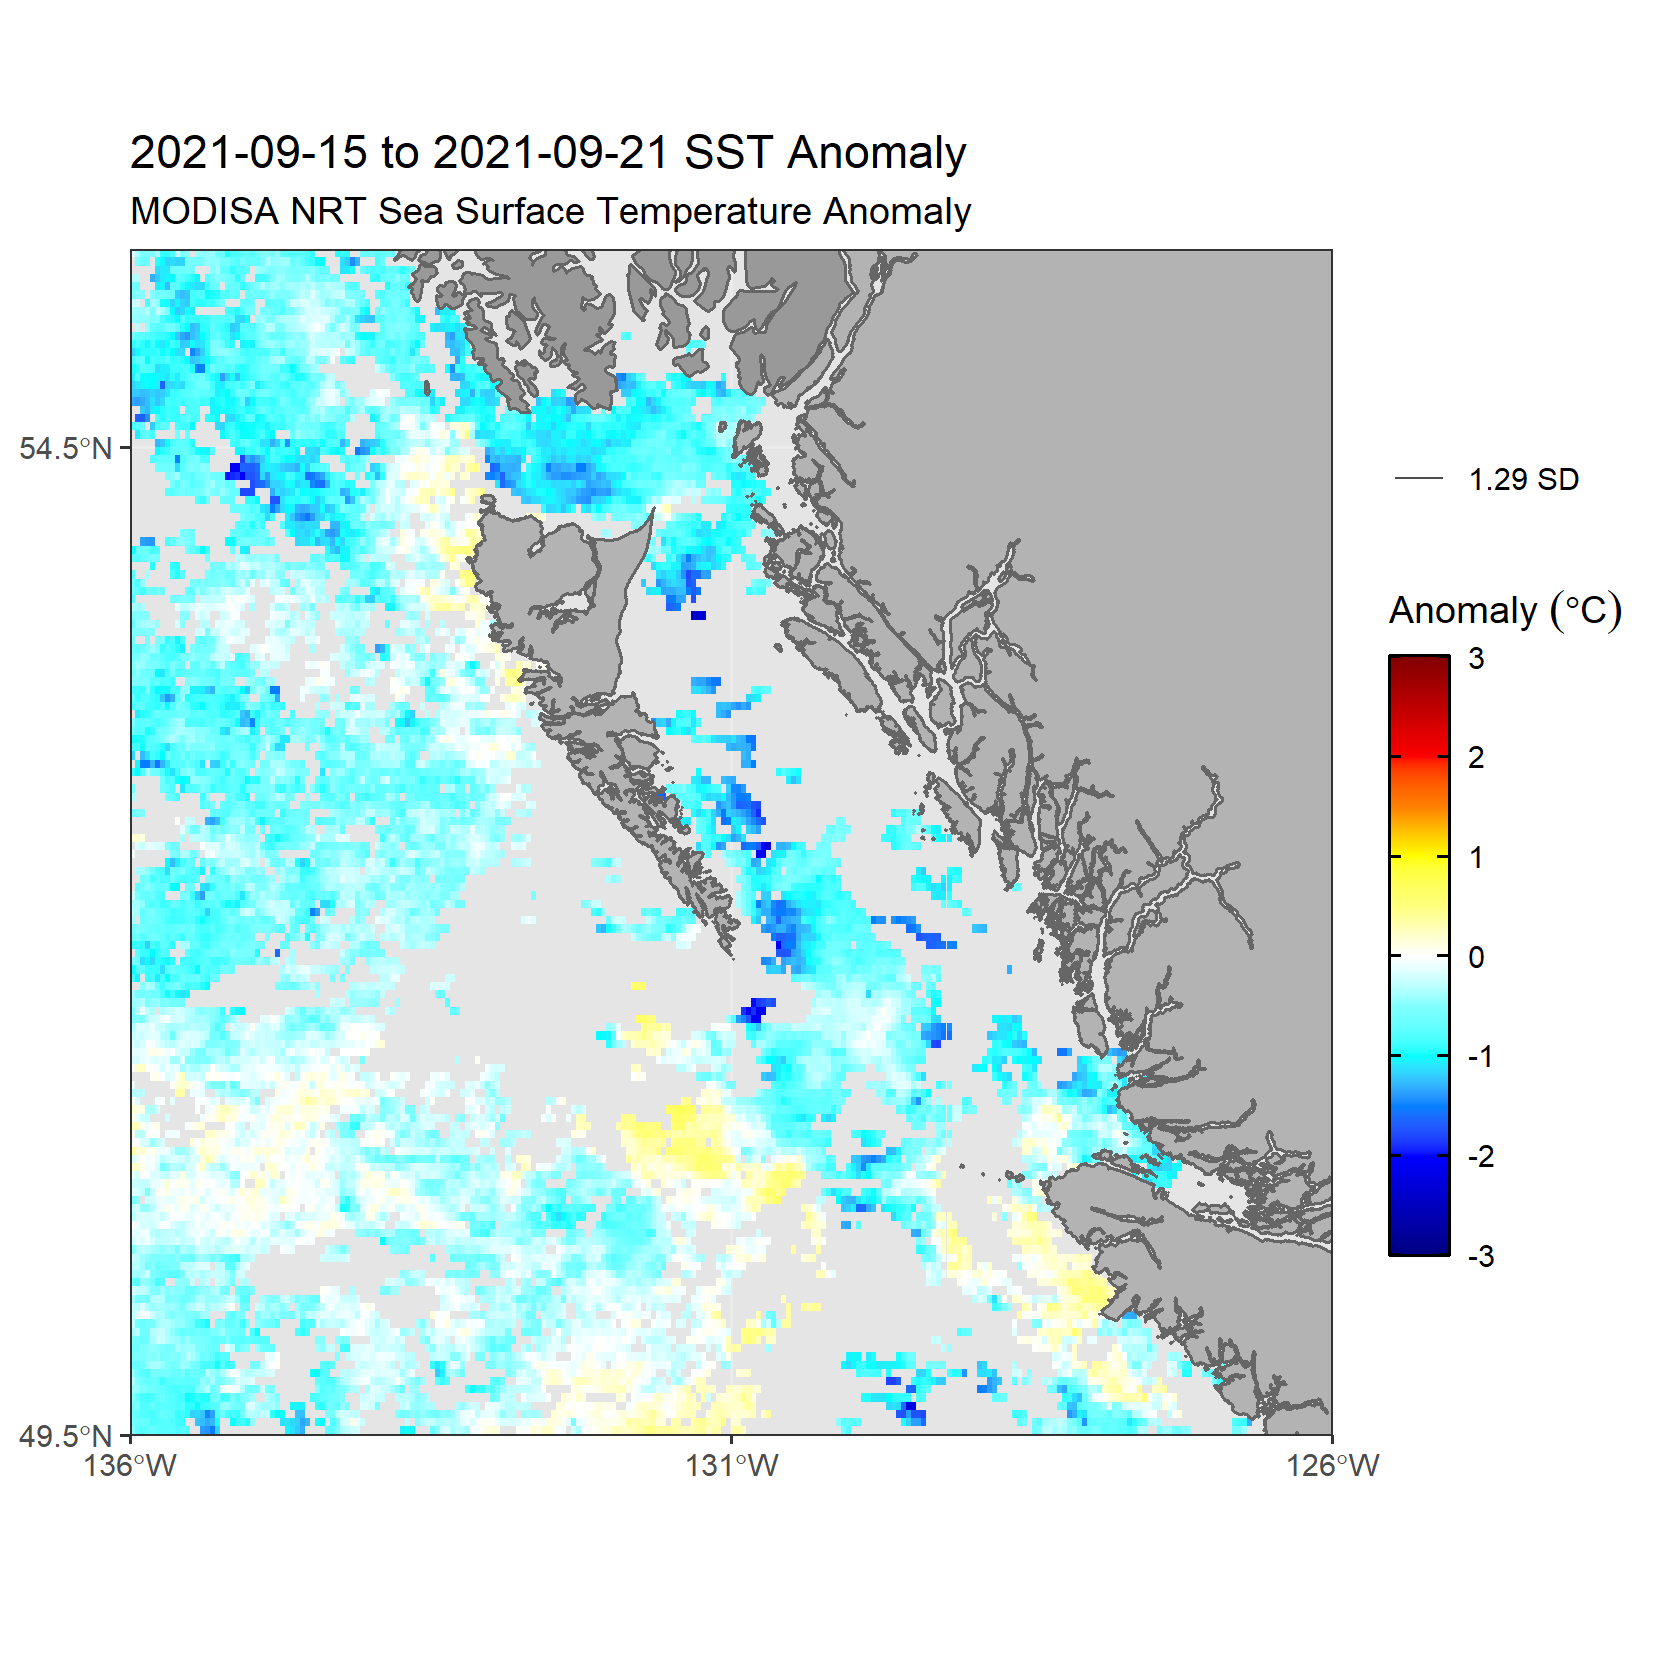 2021-09-15 to 2021-09-21 SST Anomaly
MODISA NRT Sea Surface Temperature Anomaly
54.5°N
49.5°N
136°W
131°W
126°W
1.29 SD
Anomaly (°C)
3
2
1
0
-1
-2
-3